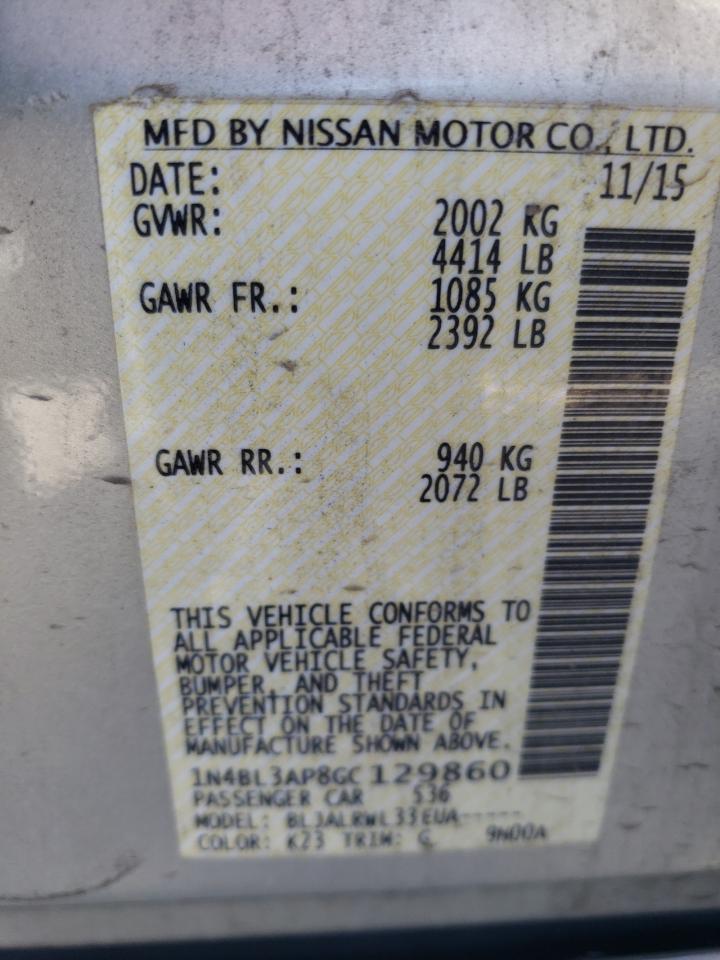 MFD BY NISSAN MOTOR CO., LTD.
DATE: 11/15
GVWR: 2002 KG
4414 LB
GAWR FR.: 1085 KG
2392 LB
GAWR RR.: 940 KG
2072 LB
THIS VEHICLE CONFORMS TO
ALL APPLICABLE FEDERAL
MOTOR VEHICLE SAFETY,
BUMPER, AND THEFT
PREVENTION STANDARDS IN
EFFECT ON THE DATE OF
MANUFACTURE SHOWN ABOVE.
1N4BL3AP8GC129860
PASSENGER CAR 536
MODEL: BL3ALRWL33EUA-----
COLOR: K23 TRIM: G 9N00A